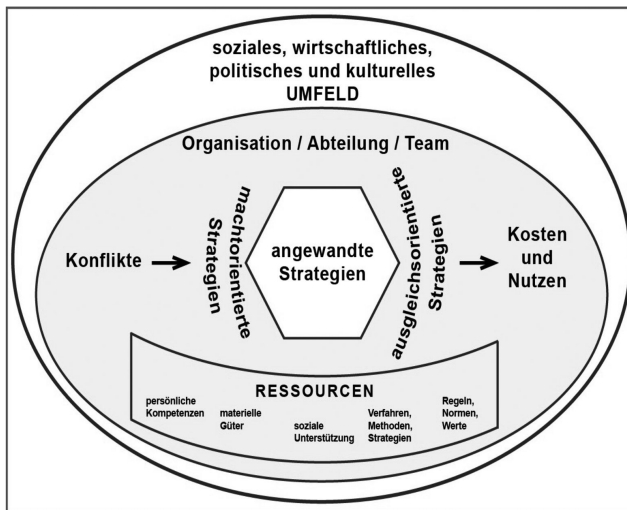 soziales, wirtschaftliches,
politisches und kulturelles
UMFELD
Organisation / Abteilung / Team
Konflikte
machtorientierte
Strategien
angewandte
Strategien
ausgleichsorientierte
Strategien
Kosten
und
Nutzen
RESSOURCEN
persönliche
Kompetenzen
materielle
Güter
soziale
Unterstützung
Verfahren,
Methoden,
Strategien
Regeln,
Normen,
Werte